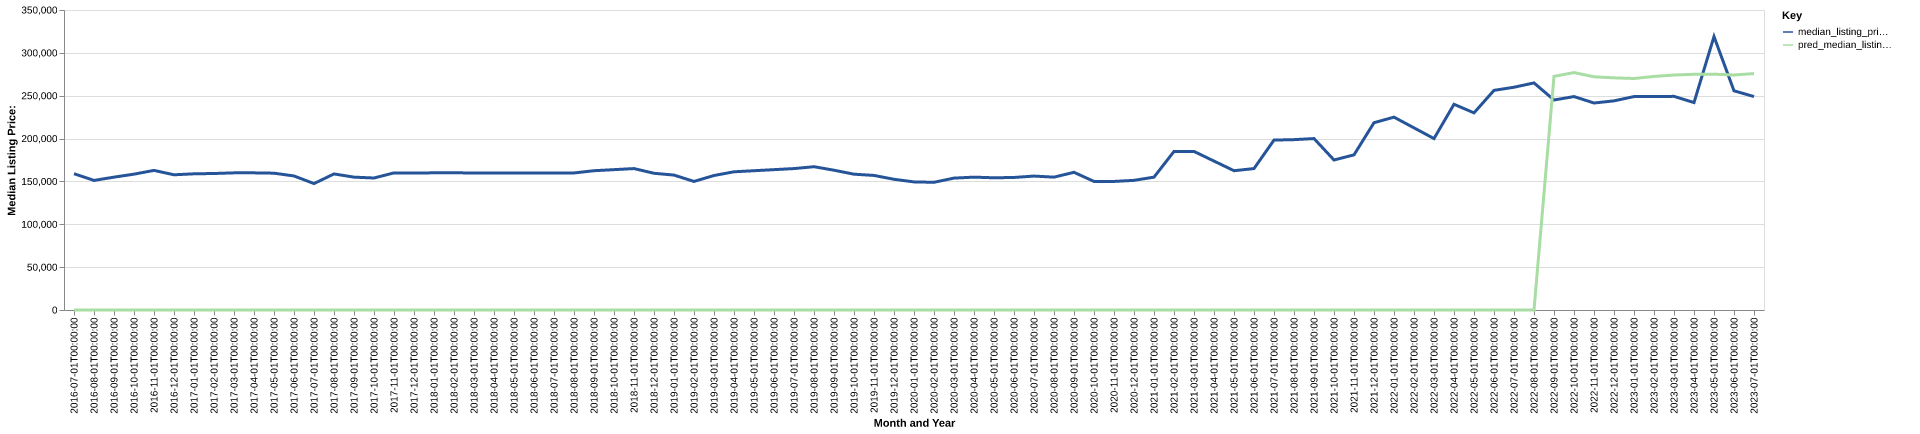 350,000
300,000
250,000
200,000
150,000
100,000
50,000
0
Median Listing Price:
2016-07-01T00:00:00
2016-08-01T00:00:00
2016-09-01T00:00:00
2016-10-01T00:00:00
2016-11-01T00:00:00
2016-12-01T00:00:00
2017-01-01T00:00:00
2017-02-01T00:00:00
2017-03-01T00:00:00
2017-04-01T00:00:00
2017-05-01T00:00:00
2017-06-01T00:00:00
2017-07-01T00:00:00
2017-08-01T00:00:00
2017-09-01T00:00:00
2017-10-01T00:00:00
2017-11-01T00:00:00
2017-12-01T00:00:00
2018-01-01T00:00:00
2018-02-01T00:00:00
2018-03-01T00:00:00
2018-04-01T00:00:00
2018-05-01T00:00:00
2018-06-01T00:00:00
2018-07-01T00:00:00
2018-08-01T00:00:00
2018-09-01T00:00:00
2018-10-01T00:00:00
2018-11-01T00:00:00
2018-12-01T00:00:00
2019-01-01T00:00:00
2019-02-01T00:00:00
2019-03-01T00:00:00
2019-04-01T00:00:00
2019-05-01T00:00:00
2019-06-01T00:00:00
2019-07-01T00:00:00
2019-08-01T00:00:00
2019-09-01T00:00:00
2019-10-01T00:00:00
2019-11-01T00:00:00
2019-12-01T00:00:00
2020-01-01T00:00:00
2020-02-01T00:00:00
2020-03-01T00:00:00
2020-04-01T00:00:00
2020-05-01T00:00:00
2020-06-01T00:00:00
2020-07-01T00:00:00
2020-08-01T00:00:00
2020-09-01T00:00:00
2020-10-01T00:00:00
2020-11-01T00:00:00
2020-12-01T00:00:00
2021-01-01T00:00:00
2021-02-01T00:00:00
2021-03-01T00:00:00
2021-04-01T00:00:00
2021-05-01T00:00:00
2021-06-01T00:00:00
2021-07-01T00:00:00
2021-08-01T00:00:00
2021-09-01T00:00:00
2021-10-01T00:00:00
2021-11-01T00:00:00
2021-12-01T00:00:00
2022-01-01T00:00:00
2022-02-01T00:00:00
2022-03-01T00:00:00
2022-04-01T00:00:00
2022-05-01T00:00:00
2022-06-01T00:00:00
2022-07-01T00:00:00
2022-08-01T00:00:00
2022-09-01T00:00:00
2022-10-01T00:00:00
2022-11-01T00:00:00
2022-12-01T00:00:00
2023-01-01T00:00:00
2023-02-01T00:00:00
2023-03-01T00:00:00
2023-04-01T00:00:00
2023-05-01T00:00:00
2023-06-01T00:00:00
2023-07-01T00:00:00
Month and Year
Key
median_listing_pri…
pred_median_listin…